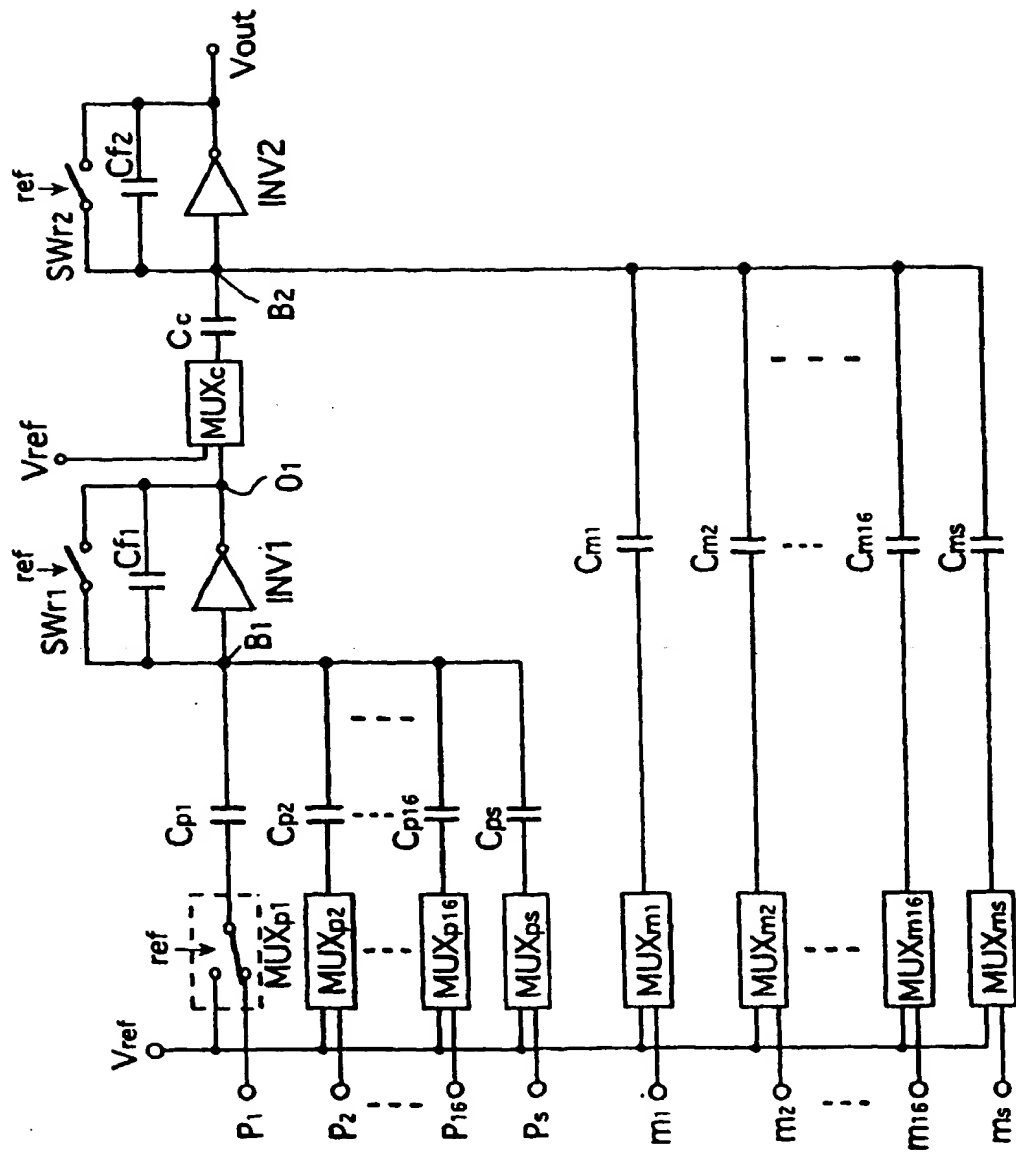 ref
SWr2
Cf2
INV2
Vout
B2
Cc
MUXc
Vref
O1
ref
SWr1
Cf1
INV1
B1
Cp1
Cp2
Cp16
Cps
Cm1
Cm2
Cm16
Cms
ref
MUXp1
MUXp2
MUXp16
MUXps
MUXm1
MUXm2
MUXm16
MUXms
Vref
P1
P2
P16
Ps
m1
m2
m16
ms